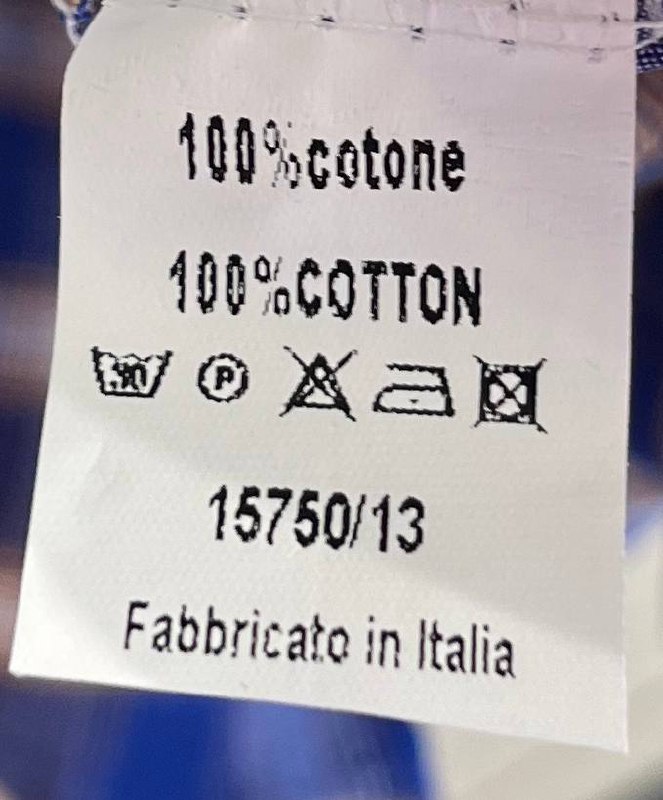 100%cotone
100%COTTON
P
15750/13
Fabbricato in Italia